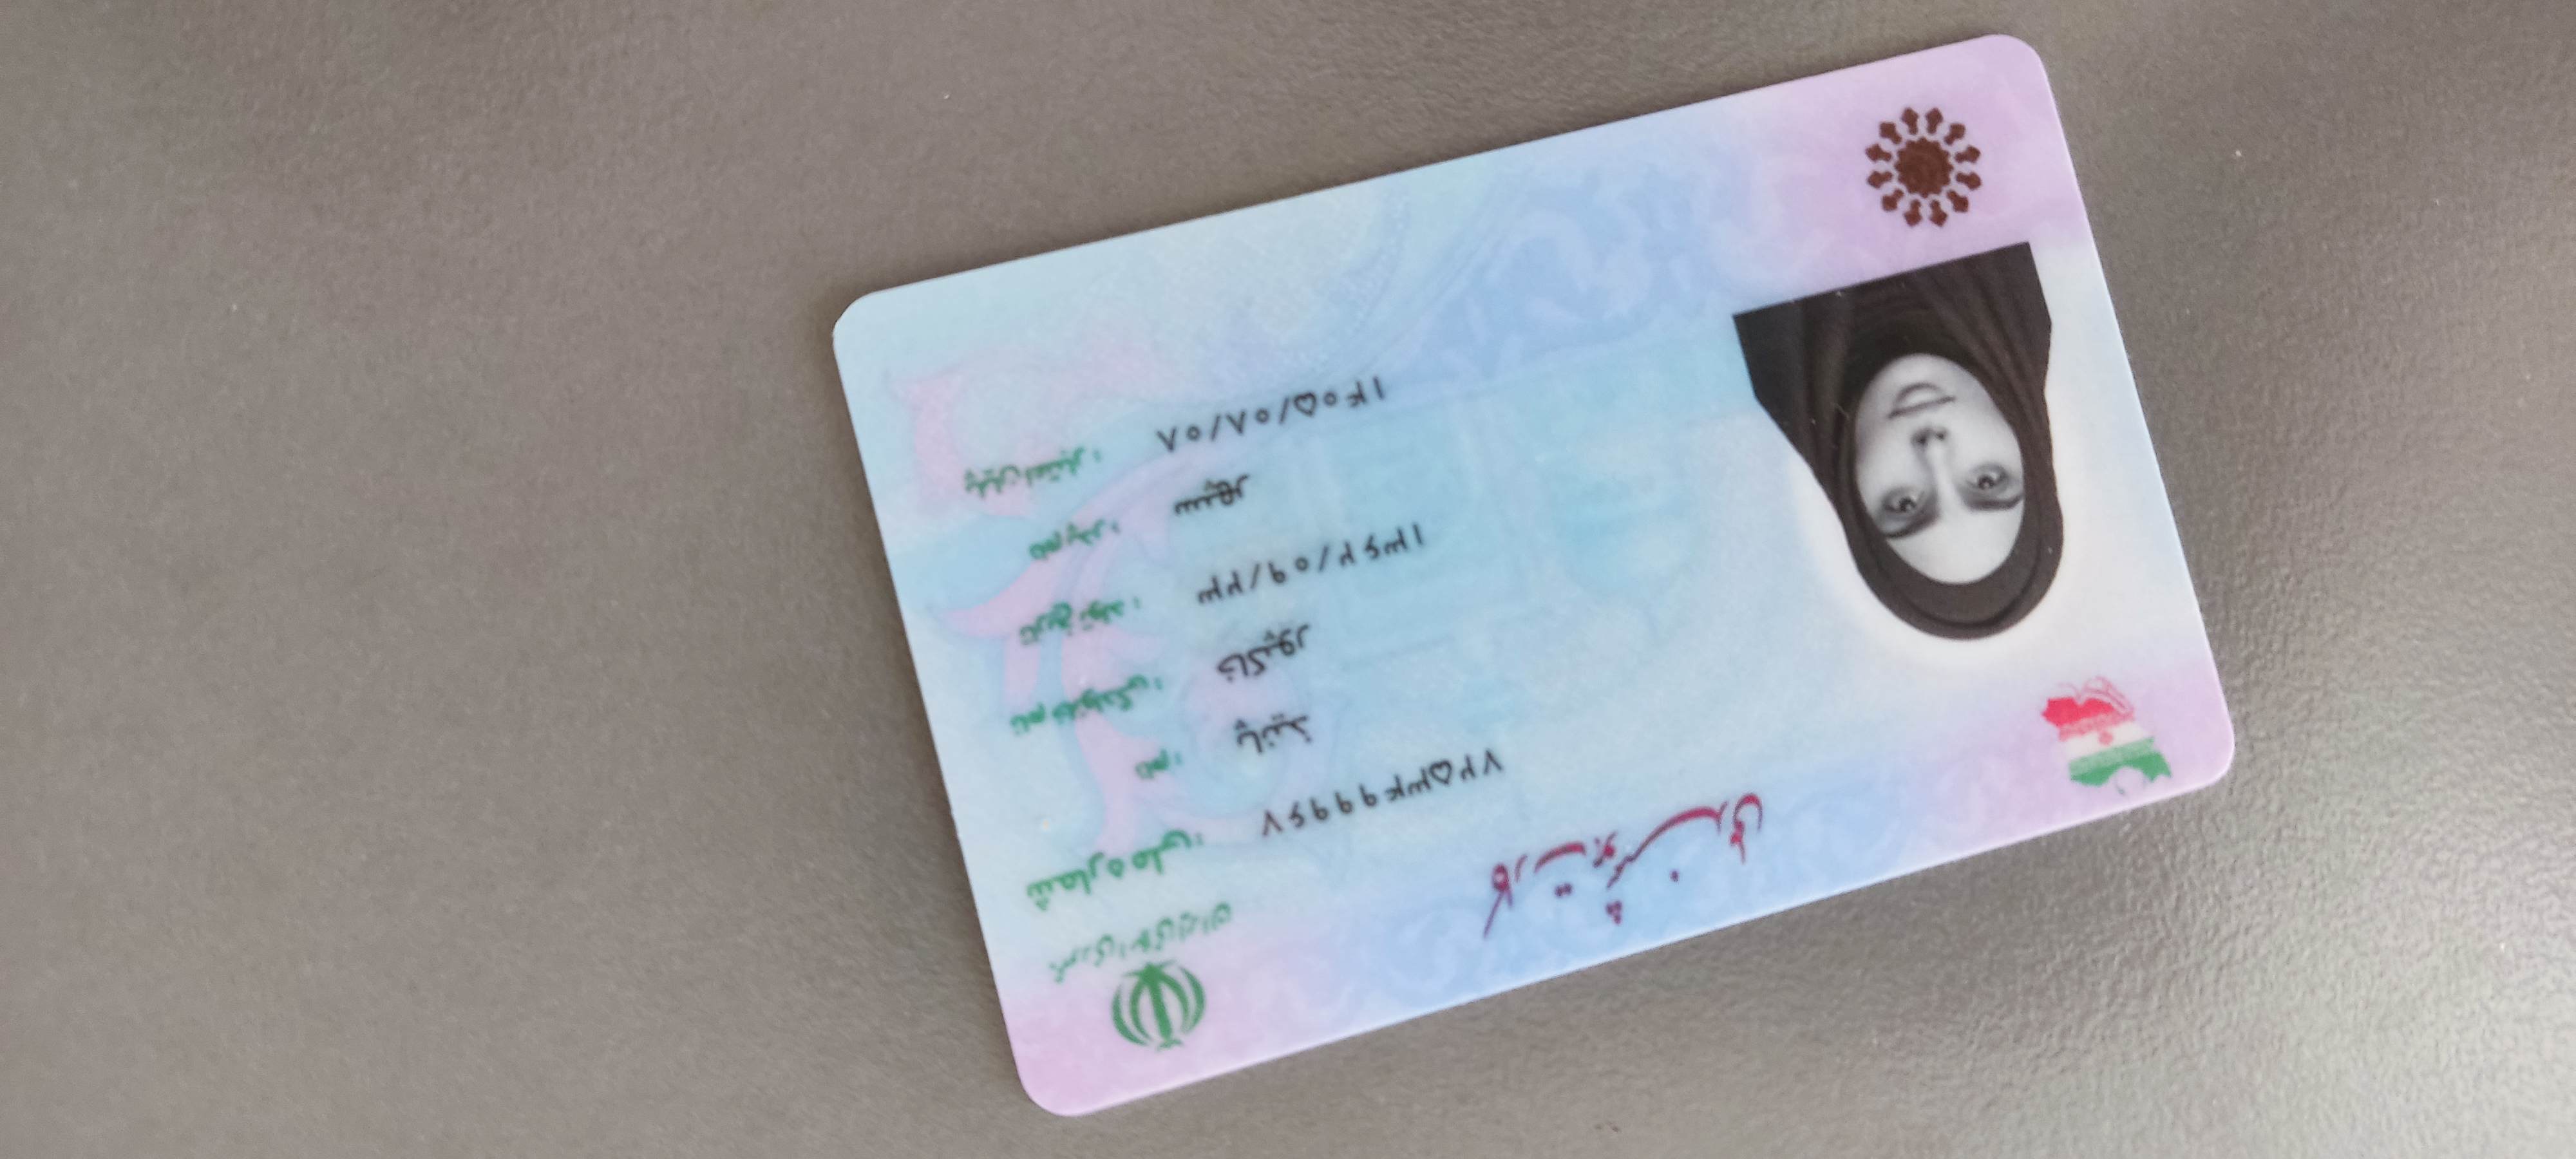 جمهوری اسلامی ایران
کارت هوشمند ملی
شماره ملی: ۷۲۵۳۴۹۹۹۶۷
نام: پانیذ
نام خانوادگی: خاکپور
تاریخ تولد: ۱۳۶۲/۰۹/۲۳
نام پدر: سپهر
پایان اعتبار: ۱۴۰۵/۰۸/۰۸